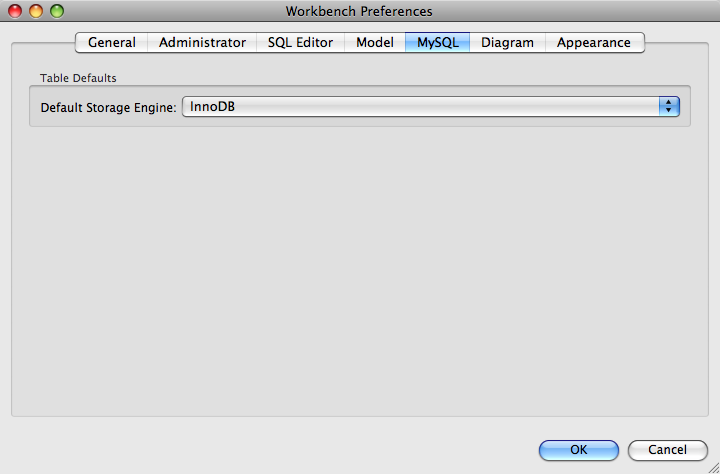 Workbench Preferences
General Administrator SQL Editor Model MySQL Diagram Appearance
Table Defaults
Default Storage Engine: InnoDB
OK Cancel